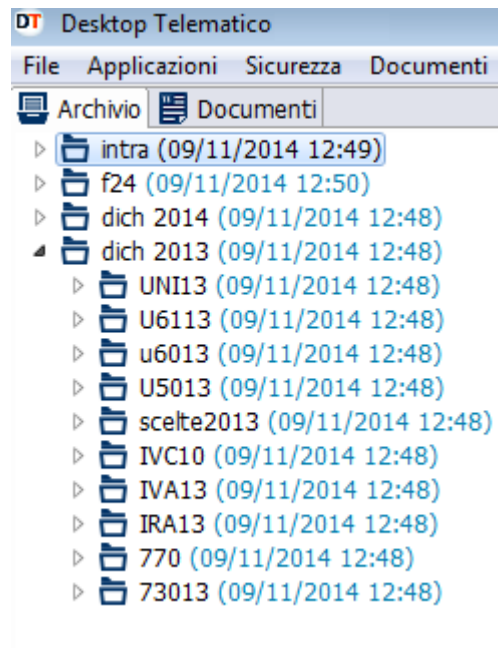 DT Desktop Telematico
File Applicazioni Sicurezza Documenti
Archivio Documenti
intra (09/11/2014 12:49)
f24 (09/11/2014 12:50)
dich 2014 (09/11/2014 12:48)
dich 2013 (09/11/2014 12:48)
UNI13 (09/11/2014 12:48)
U6113 (09/11/2014 12:48)
u6013 (09/11/2014 12:48)
U5013 (09/11/2014 12:48)
scelte2013 (09/11/2014 12:48)
IVC10 (09/11/2014 12:48)
IVA13 (09/11/2014 12:48)
IRA13 (09/11/2014 12:48)
770 (09/11/2014 12:48)
73013 (09/11/2014 12:48)